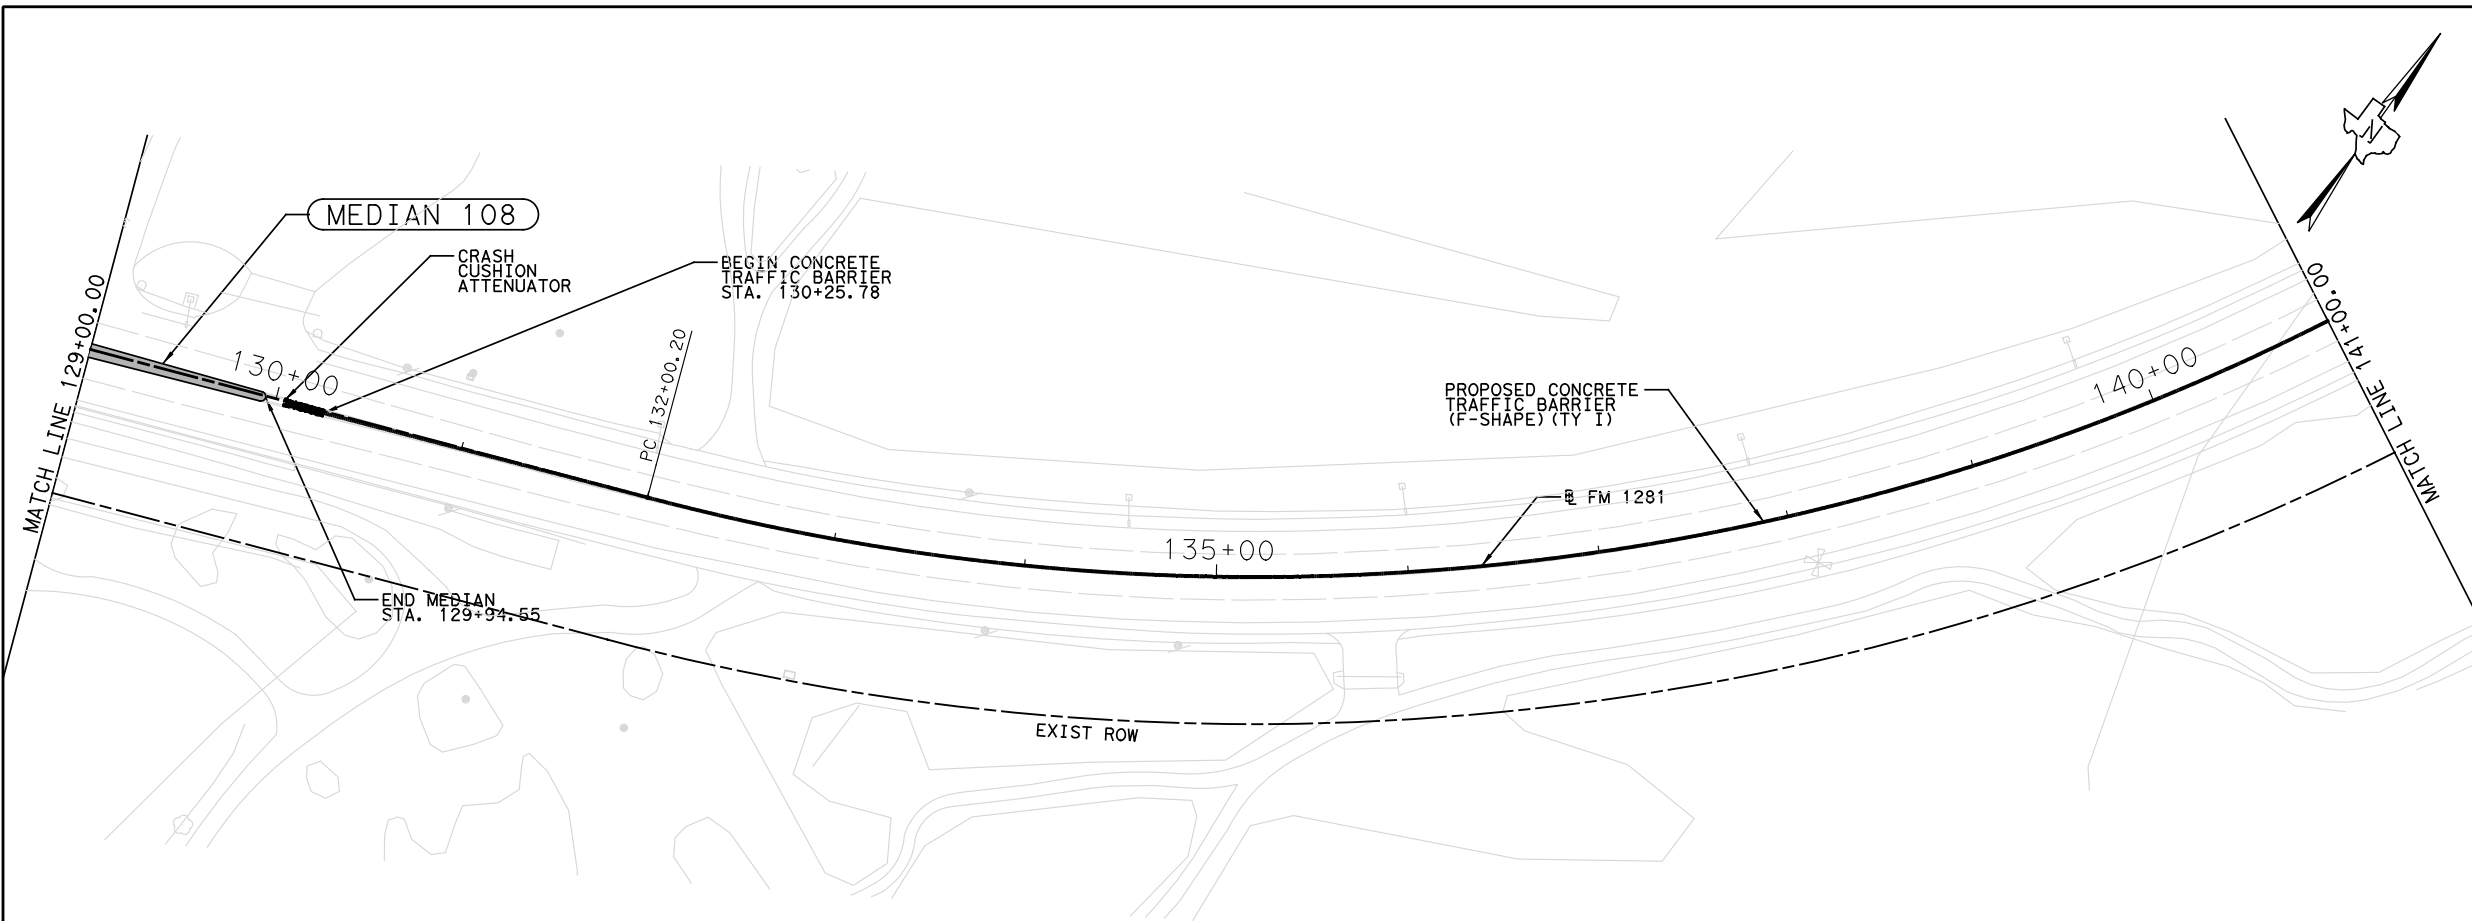 MEDIAN 108
CRASH
CUSHION
ATTENUATOR
BEGIN CONCRETE
TRAFFIC BARRIER
STA. 130+25.78
N
MATCH LINE 129+00.00
130+00
PC 132+00.20
PROPOSED CONCRETE
TRAFFIC BARRIER
(F-SHAPE)(TY I)
140+00
MATCH LINE 141+00.00
℄ FM 1281
135+00
END MEDIAN
STA. 129+94.55
EXIST ROW